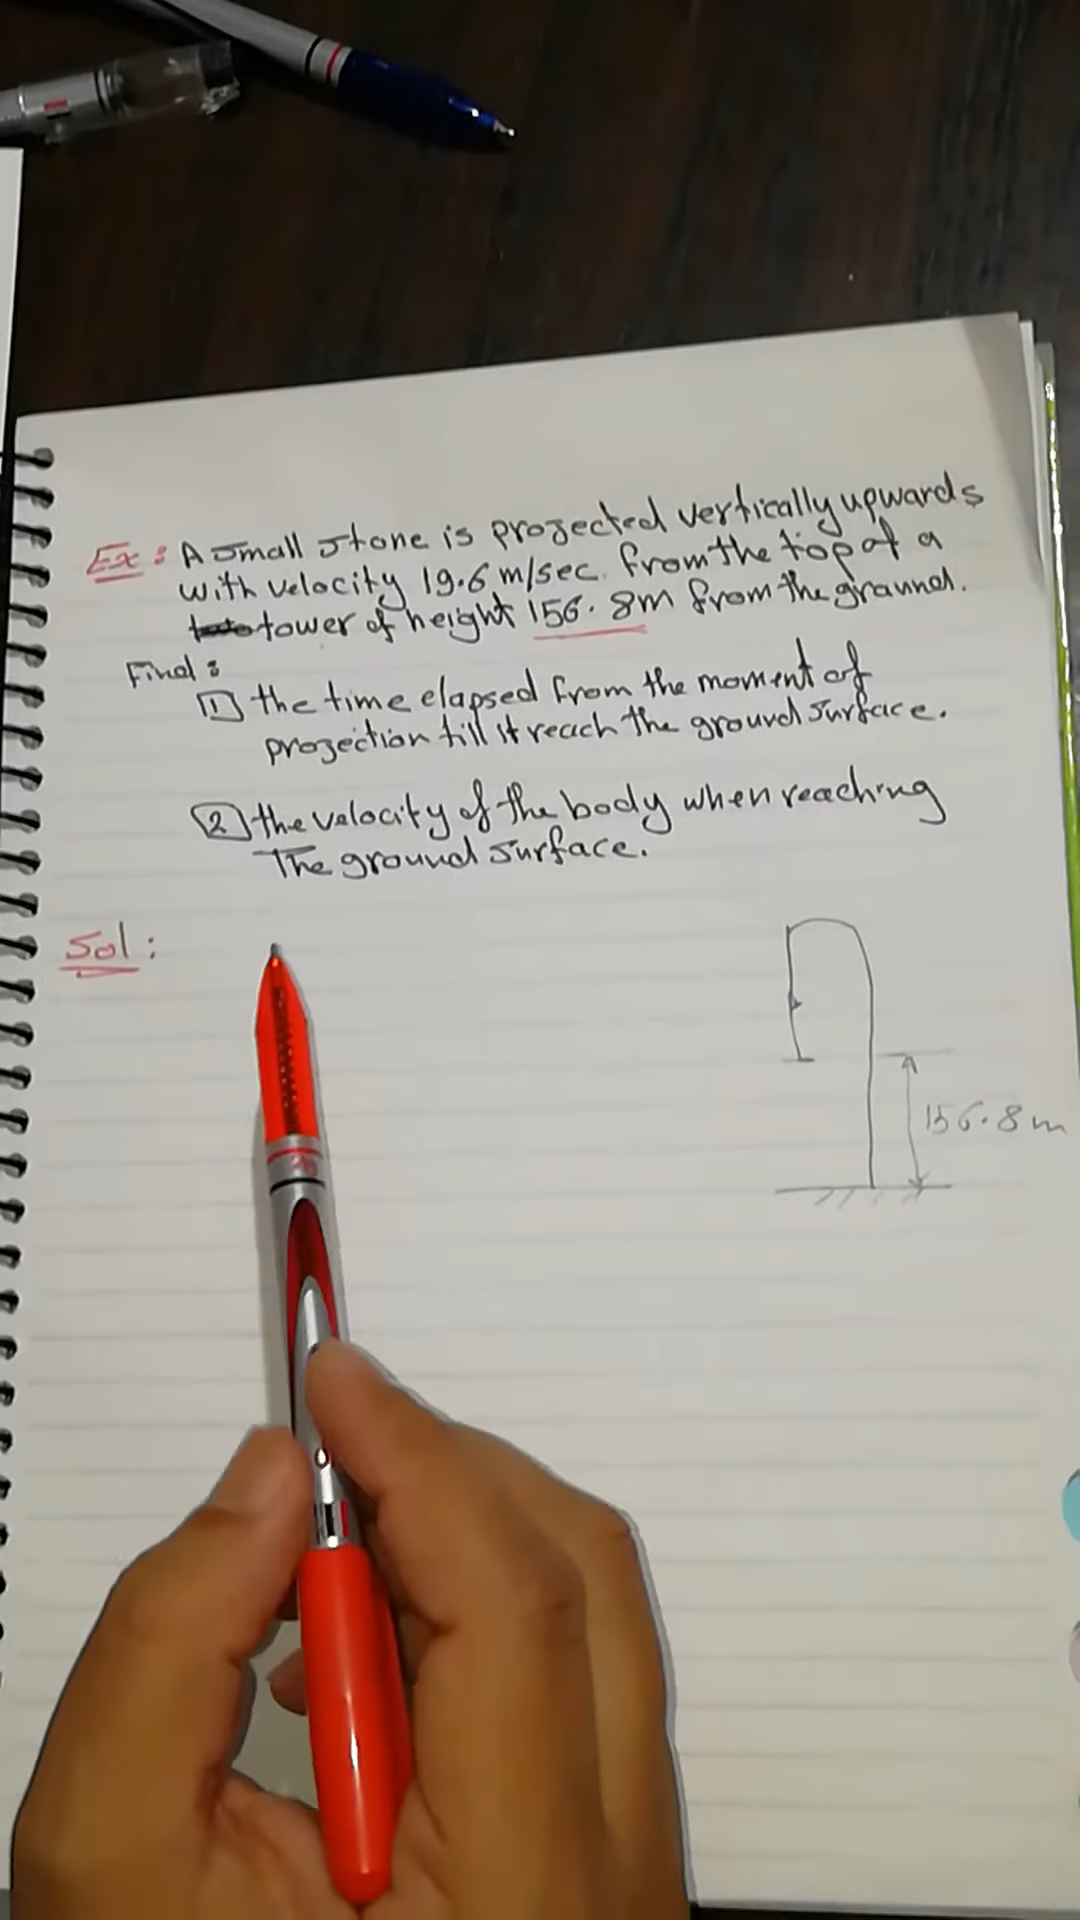 Ex: A small stone is projected vertically upwards
with velocity 19.6 m/sec. from the top of a
tower of height 156.8m from the ground.
Find:
1 the time elapsed from the moment of
projection till it reach the ground surface.
2 the velocity of the body when reaching
The ground surface.
Sol:
156.8m